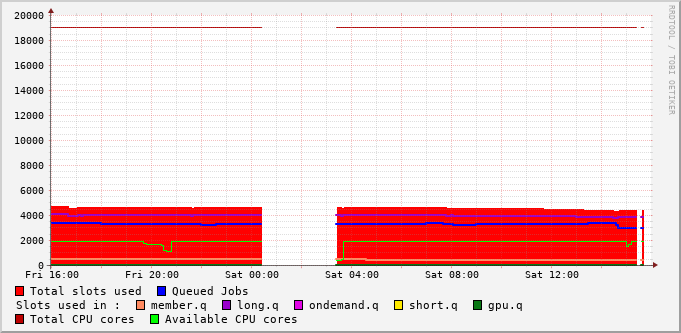 20000
18000
16000
14000
12000
10000
8000
6000
4000
2000
0
Fri 16:00 Fri 20:00 Sat 00:00 Sat 04:00 Sat 08:00 Sat 12:00
Total slots used Queued Jobs
Slots used in : member.q long.q ondemand.q short.q gpu.q
Total CPU cores Available CPU cores
RRDTOOL / TOBI OETIKER